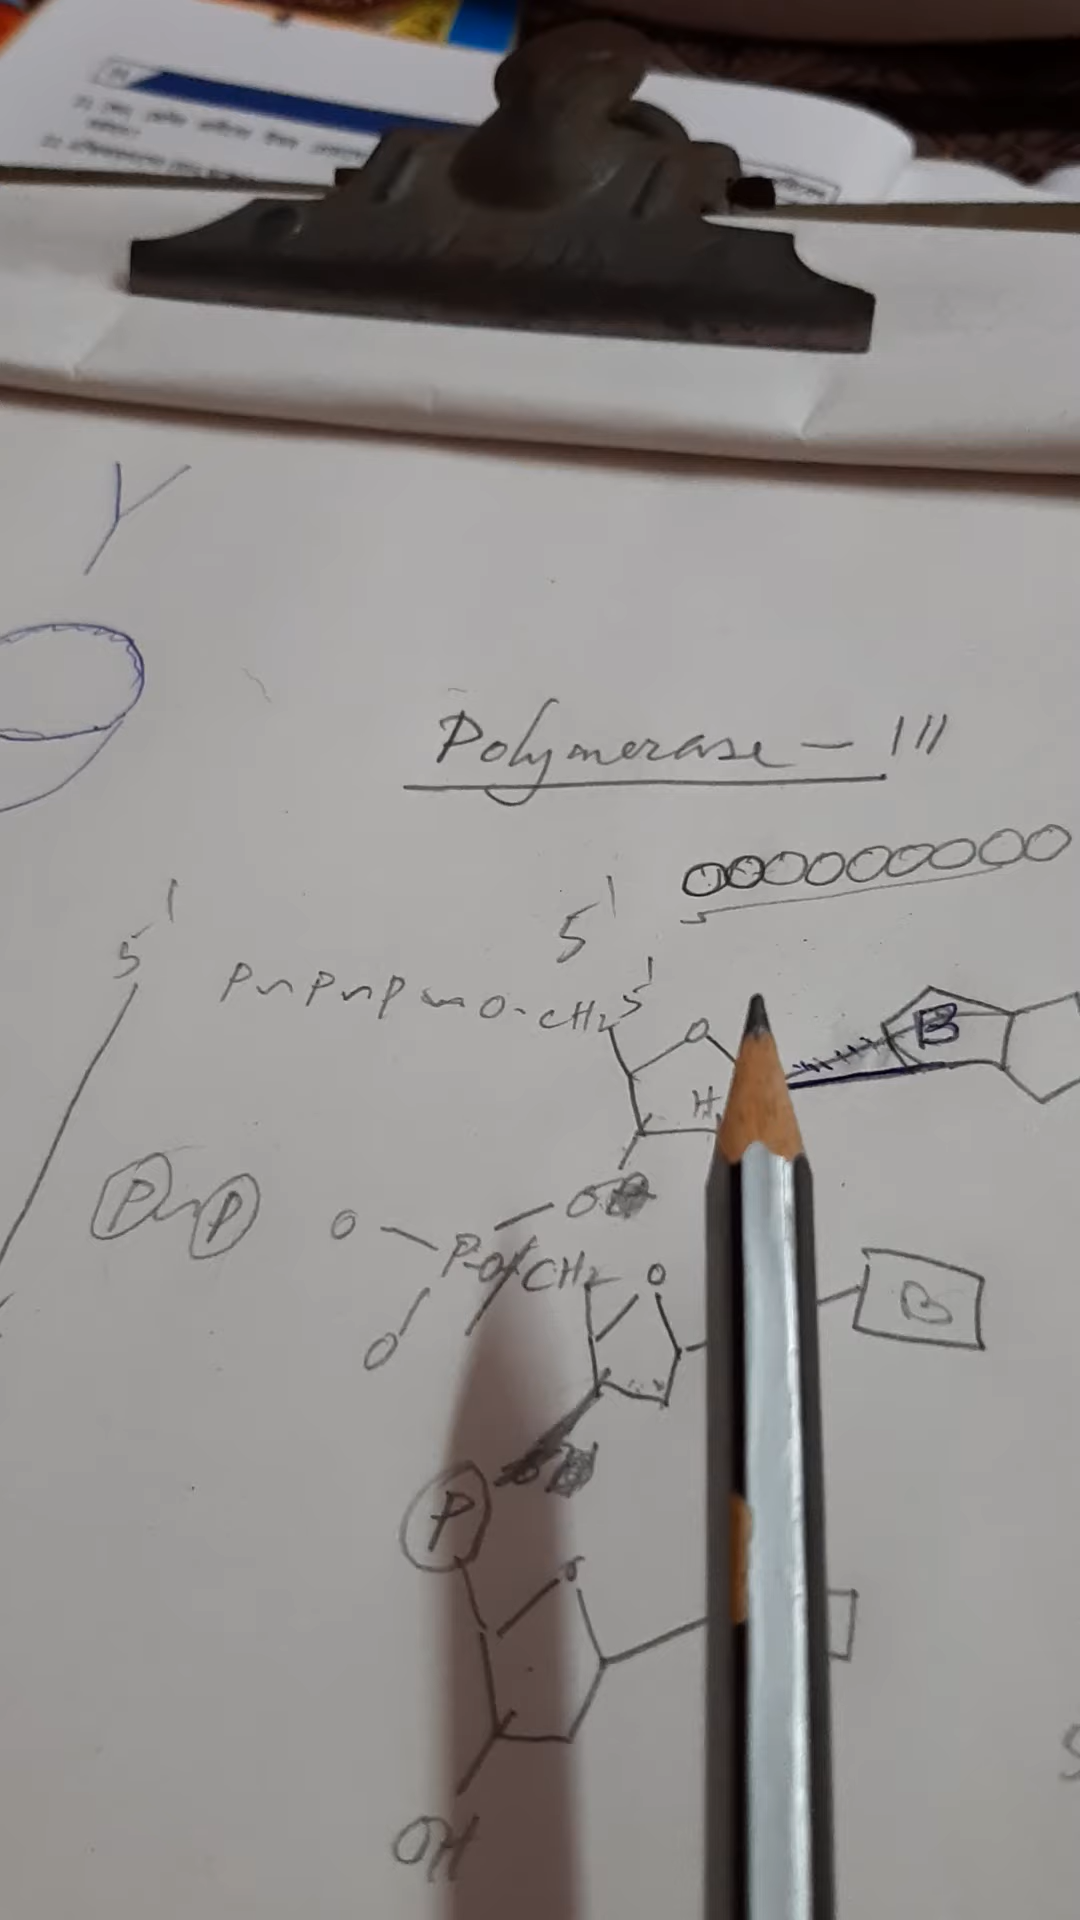 Polymerase - III
5'
5'
5'
P~P~P~O-CH2
O
B
H
P~P
O
O
P-O
CH2
O
O
B
P
O
OH